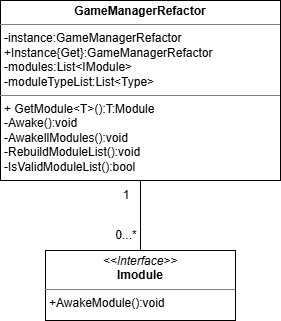 GameManagerRefactor
-instance:GameManagerRefactor
+Instance{Get}:GameManagerRefactor
-modules:List<IModule>
-moduleTypeList:List<Type>
+ GetModule<T>():T:Module
-Awake():void
-AwakellModules():void
-RebuildModuleList():void
-IsValidModuleList():bool
1
0...*
<<Interface>>
Imodule
+AwakeModule():void